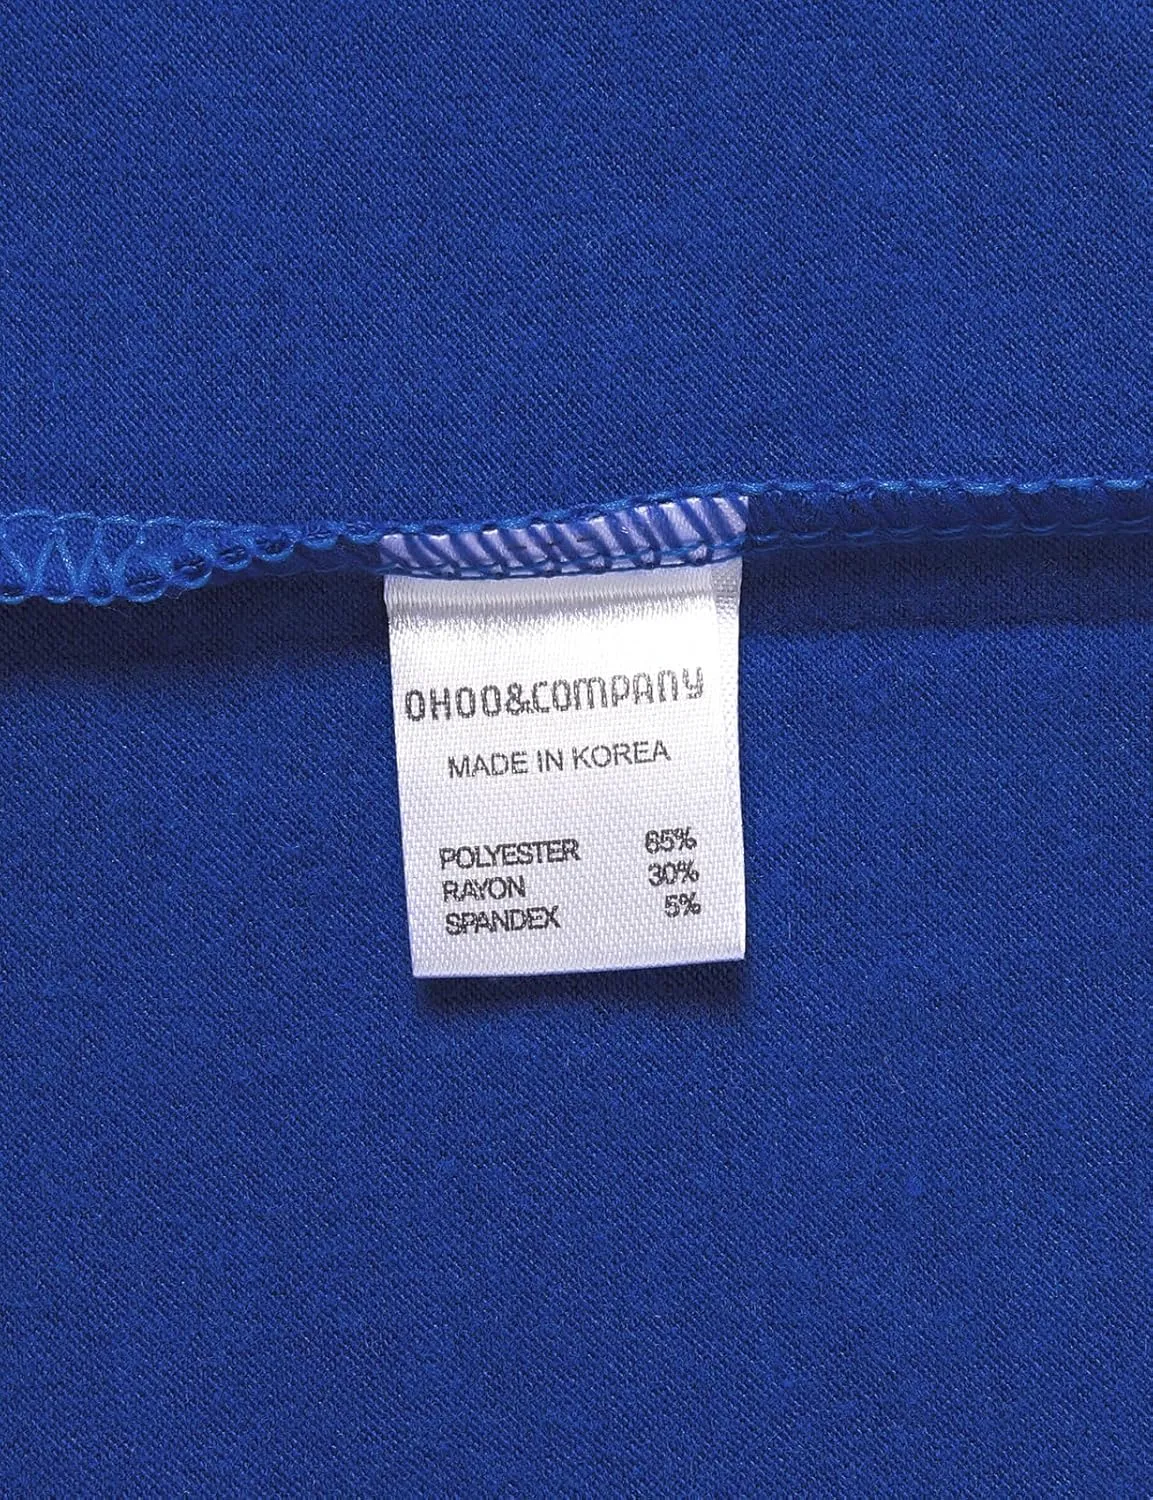 OHOO&COMPANY
MADE IN KOREA
POLYESTER 65%
RAYON 30%
SPANDEX 5%